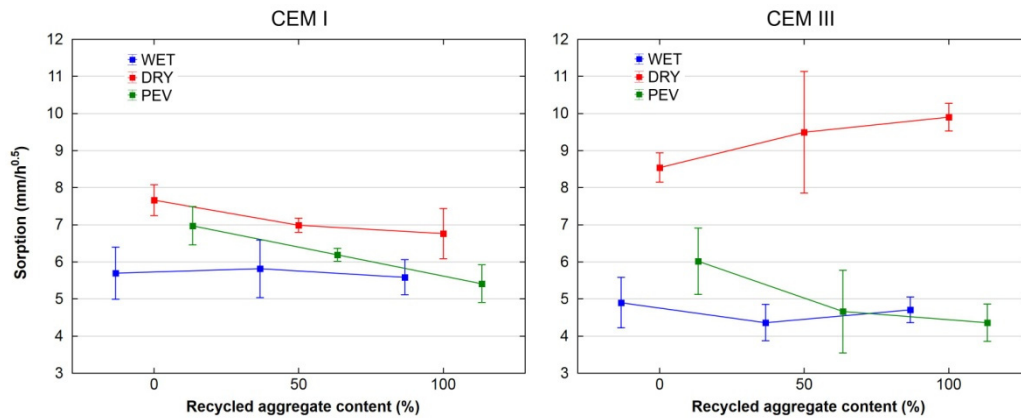 CEM I
Sorption (mm/h^0.5)
12
11
10
9
8
7
6
5
4
3
WET
DRY
PEV
0 50 100
Recycled aggregate content (%)
CEM III
12
11
10
9
8
7
6
5
4
3
WET
DRY
PEV
0 50 100
Recycled aggregate content (%)